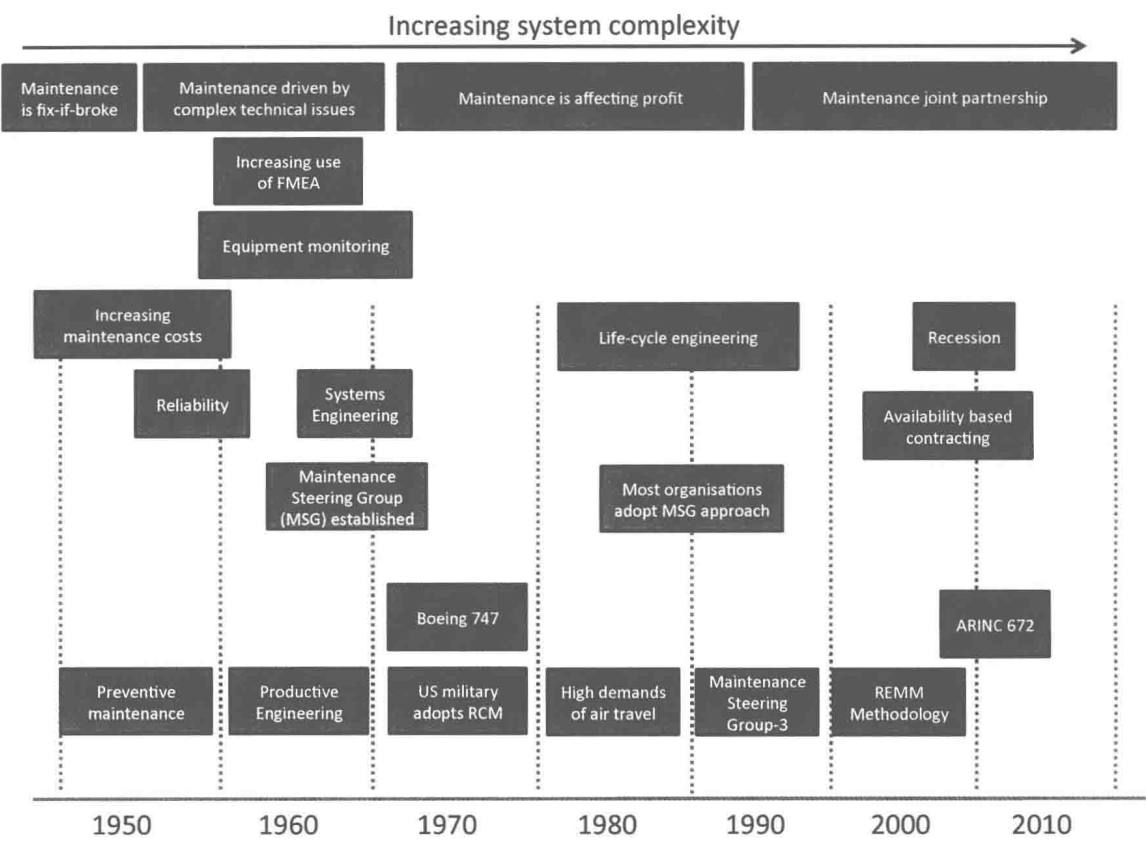 Increasing system complexity
Maintenance
is fix-if-broke
Maintenance driven by
complex technical issues
Maintenance is affecting profit
Maintenance joint partnership
Increasing use
of FMEA
Equipment monitoring
Increasing
maintenance costs
Life-cycle engineering
Recession
Reliability
Systems
Engineering
Availability based
contracting
Maintenance
Steering Group
(MSG) established
Most organisations
adopt MSG approach
Boeing 747
ARINC 672
Preventive
maintenance
Productive
Engineering
US military
adopts RCM
High demands
of air travel
Maintenance
Steering
Group-3
REMM
Methodology
1950
1960
1970
1980
1990
2000
2010